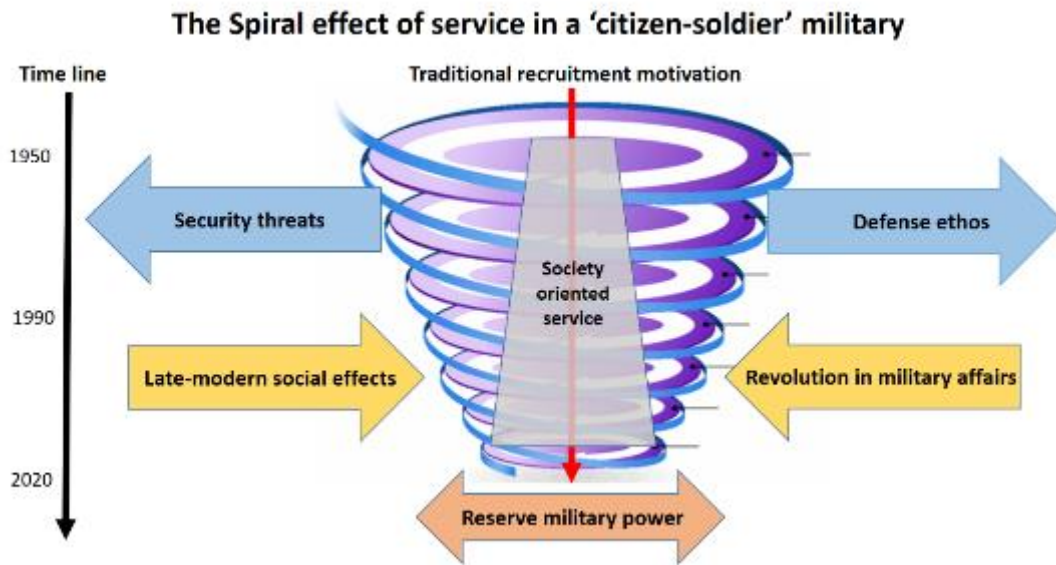 The Spiral effect of service in a ‘citizen-soldier’ military
Time line
Traditional recruitment motivation
1950
Security threats
Defense ethos
Society
oriented
service
1990
Late-modern social effects
Revolution in military affairs
2020
Reserve military power